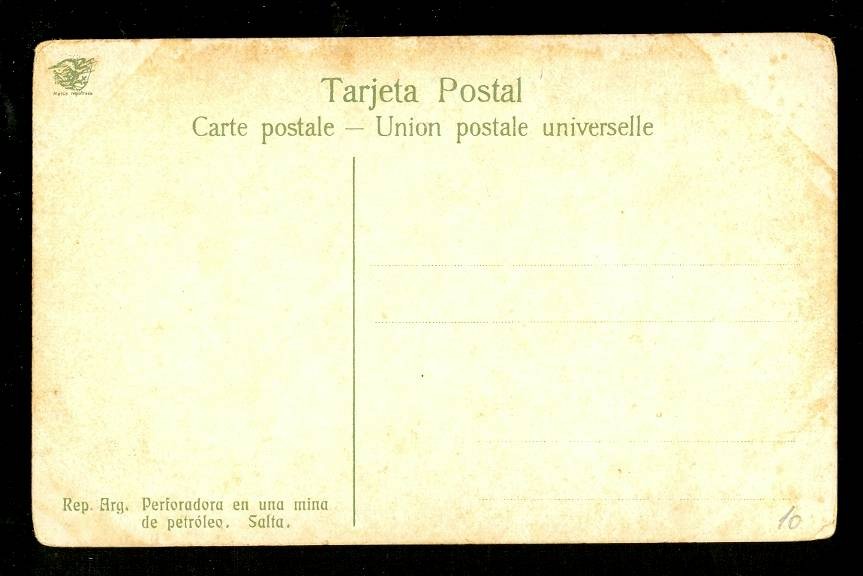 Tarjeta Postal
Carte postale — Union postale universelle
Rep. Arg. Perforadora en una mina
de petróleo. Salta.
10